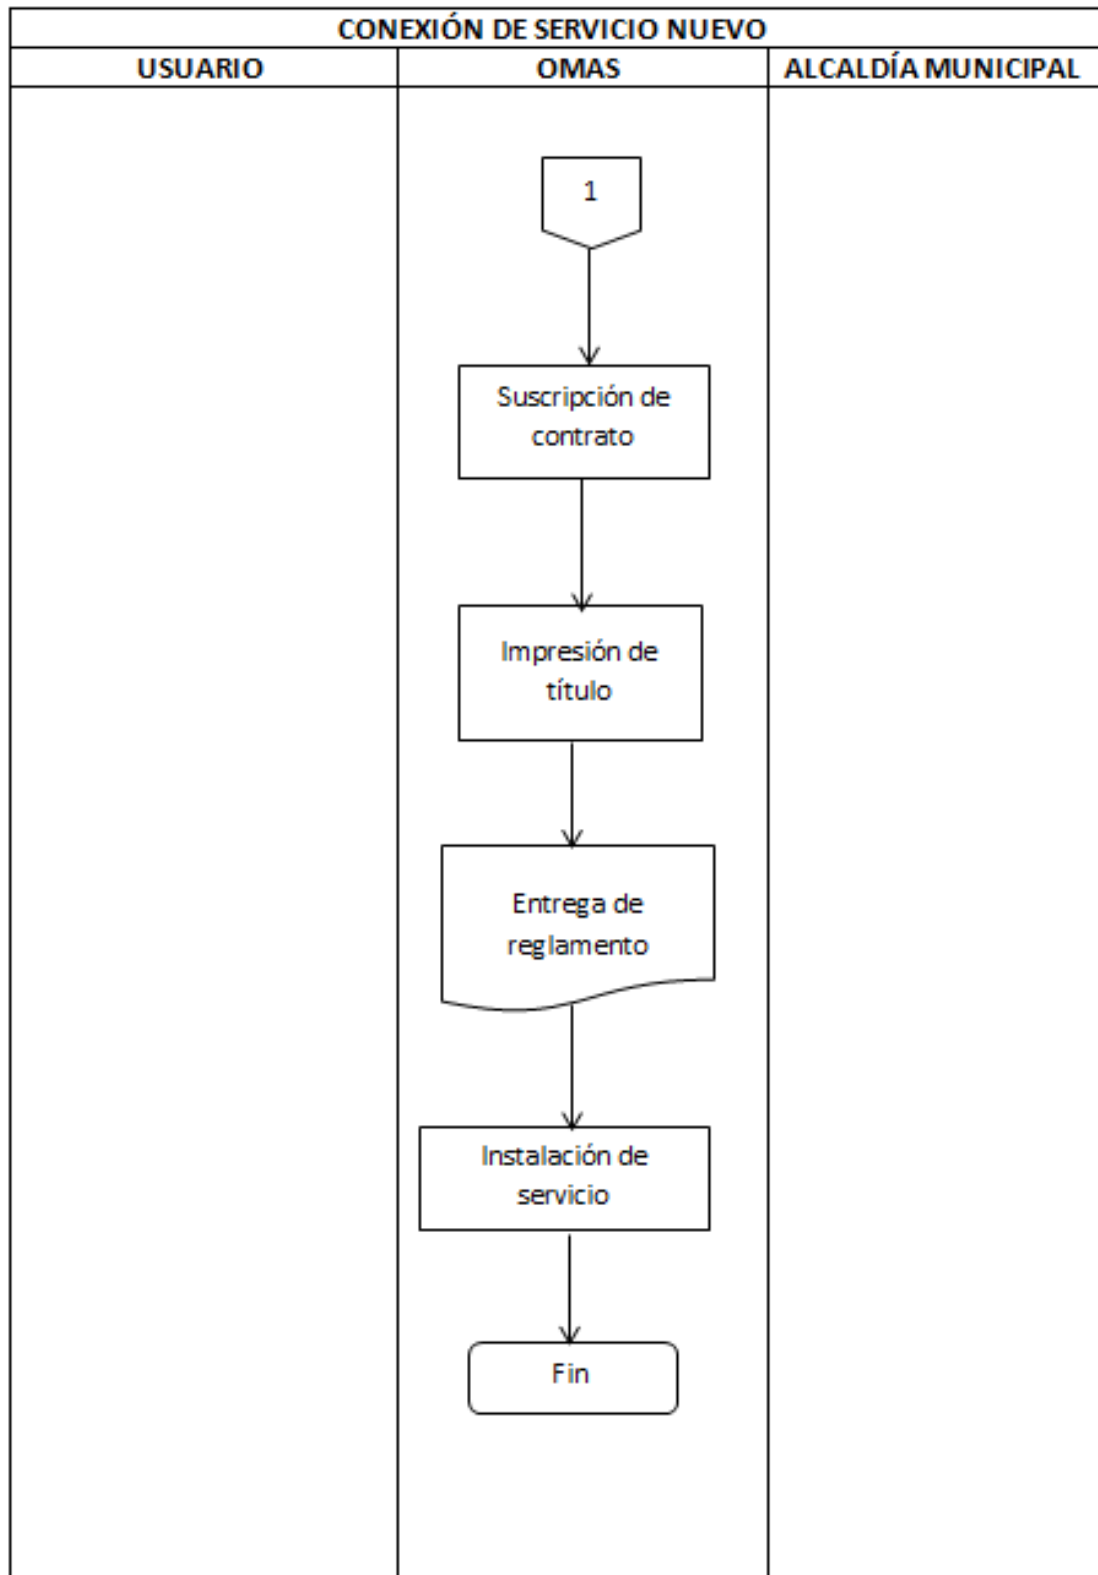 CONEXIÓN DE SERVICIO NUEVO
USUARIO OMAS ALCALDÍA MUNICIPAL
1
Suscripción de
contrato
Impresión de
título
Entrega de
reglamento
Instalación de
servicio
Fin